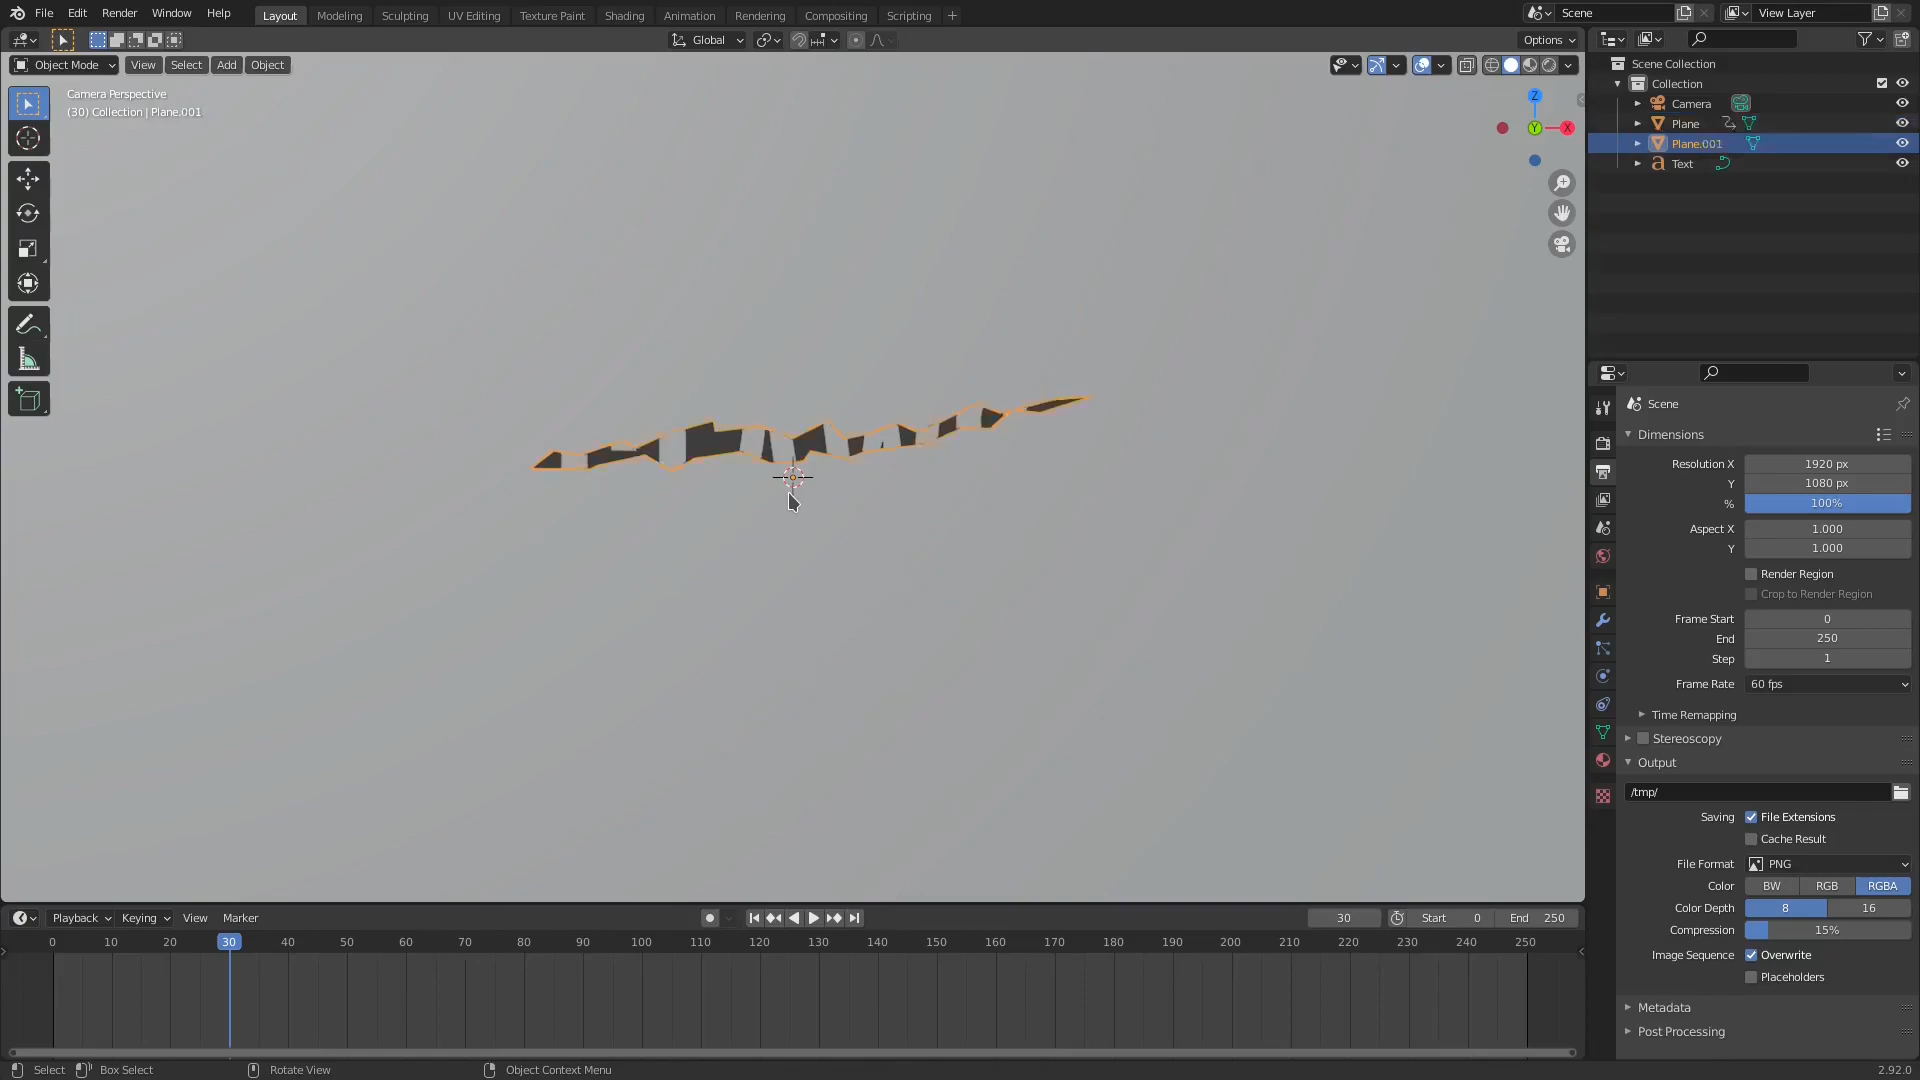 File Edit Render Window Help
Layout Modeling Sculpting UV Editing Texture Paint Shading Animation Rendering Compositing Scripting +
Scene
View Layer
Global
Options
Object Mode View Select Add Object
Camera Perspective
(30) Collection | Plane.001
Z
Y
X
Scene Collection
Collection
Camera
Plane
Plane.001
Text
Scene
Dimensions
Resolution X 1920 px
Y 1080 px
% 100%
Aspect X 1.000
Y 1.000
Render Region
Crop to Render Region
Frame Start 0
End 250
Step 1
Frame Rate 60 fps
Time Remapping
Stereoscopy
Output
/tmp/
Saving File Extensions
Cache Result
File Format PNG
Color BW RGB RGBA
Color Depth 8 16
Compression 15%
Image Sequence Overwrite
Placeholders
Metadata
Post Processing
Playback Keying View Marker
30 Start 0 End 250
0 10 20 30 40 50 60 70 80 90 100 110 120 130 140 150 160 170 180 190 200 210 220 230 240 250
Select Box Select Rotate View Object Context Menu
2.92.0